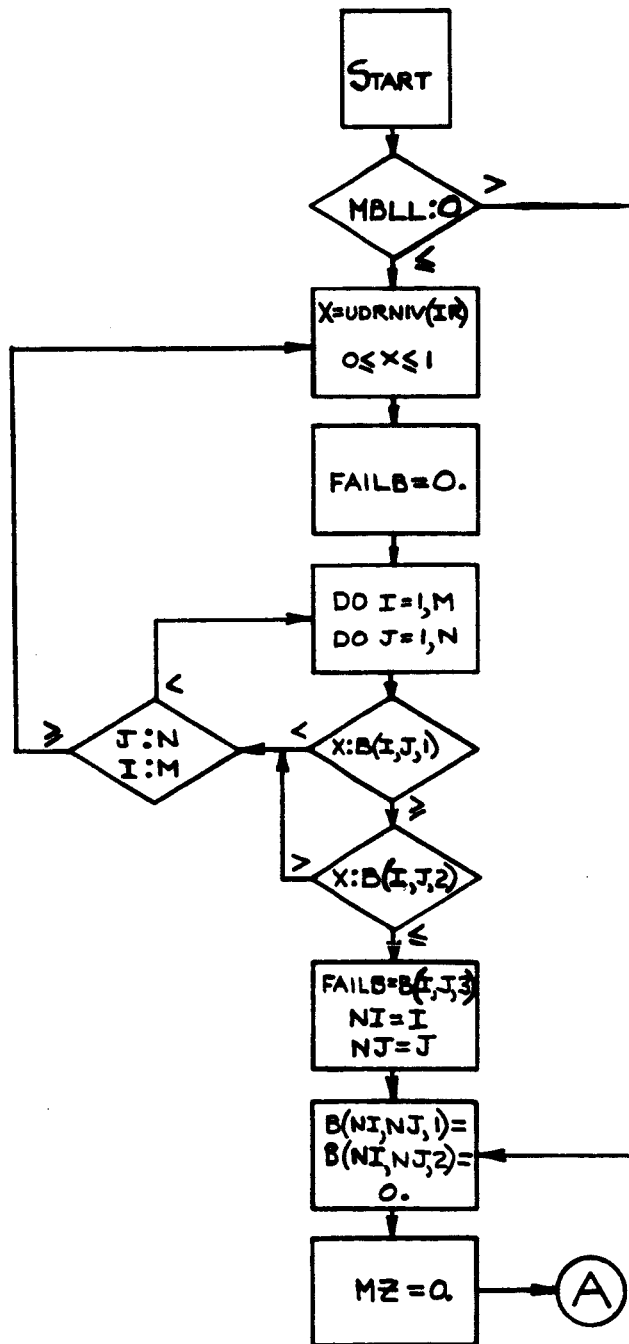 START
MBLL:0
>
≤
X=UDRNIV(IR)
0≤X≤1
FAILB=0.
DO I=1,M
DO J=1,N
<
≥
J:N
I:M
<
X:B(I,J,1)
≥
>
X:B(I,J,2)
≤
FAILB=B(I,J,3)
NI=I
NJ=J
B(NI,NJ,1)=
B(NI,NJ,2)=
0.
MZ=0.
A